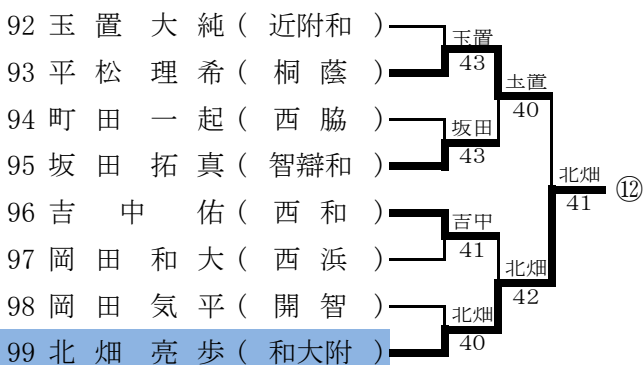 92 玉置大純(近附和)
93 平松理希(桐蔭)
94 町田一起(西脇)
95 坂田拓真(智辯和)
96 吉中佑(西和)
97 岡田和大(西浜)
98 岡田気平(開智)
99 北畑亮歩(和大附)
玉置
43
坂田
43
吉中
41
北畑
40
玉置
40
北畑
42
北畑
41
⑫